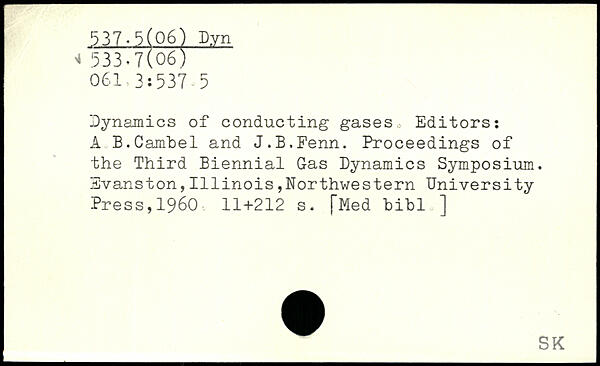 537.5(06) Dyn
533.7(06)
061.3:537.5
Dynamics of conducting gases. Editors:
A.B.Cambel and J.B.Fenn. Proceedings of
the Third Biennial Gas Dynamics Symposium.
Evanston,Illinois,Northwestern University
Press,1960. 11+212 s. [Med bibl.]
SK